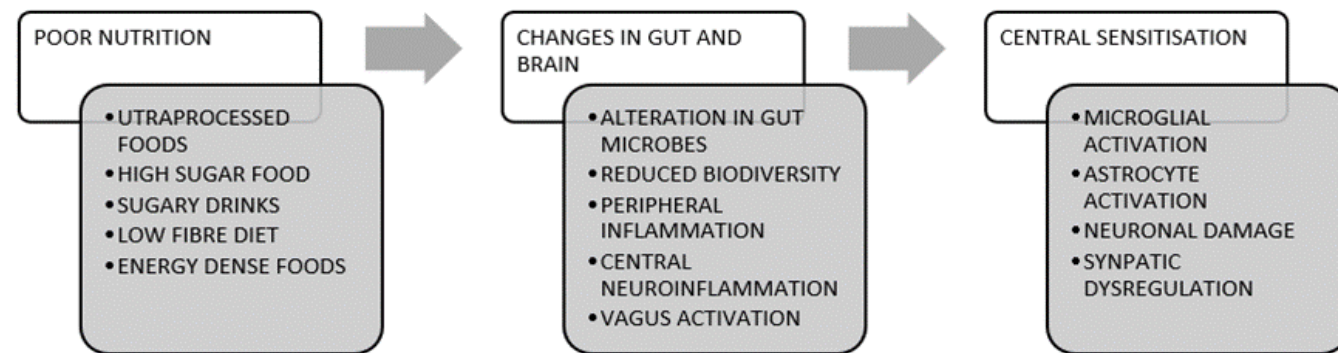 POOR NUTRITION
•UTRAPROCESSED
FOODS
•HIGH SUGAR FOOD
•SUGARY DRINKS
•LOW FIBRE DIET
•ENERGY DENSE FOODS
CHANGES IN GUT AND
BRAIN
•ALTERATION IN GUT
MICROBES
•REDUCED BIODIVERSITY
•PERIPHERAL
INFLAMMATION
•CENTRAL
NEUROINFLAMMATION
•VAGUS ACTIVATION
CENTRAL SENSITISATION
•MICROGLIAL
ACTIVATION
•ASTROCYTE
ACTIVATION
•NEURONAL DAMAGE
•SYNPATIC
DYSREGULATION